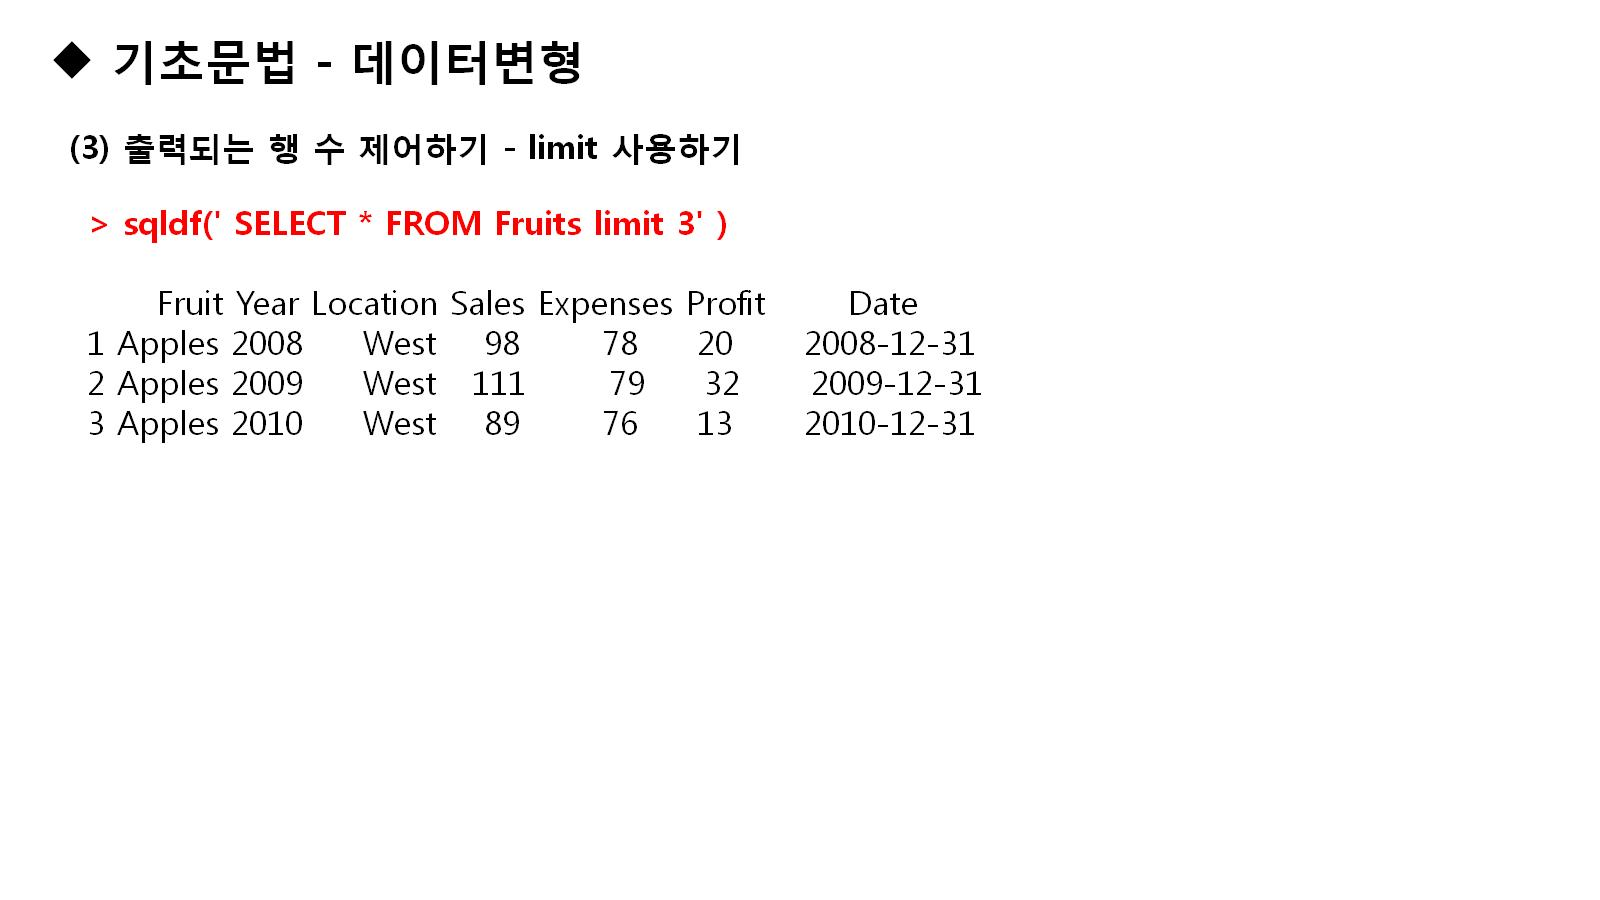 ◆ 기초문법 - 데이터변형
(3) 출력되는 행 수 제어하기 - limit 사용하기
> sqldf(' SELECT * FROM Fruits limit 3' )
Fruit Year Location Sales Expenses Profit Date
1 Apples 2008 West 98 78 20 2008-12-31
2 Apples 2009 West 111 79 32 2009-12-31
3 Apples 2010 West 89 76 13 2010-12-31